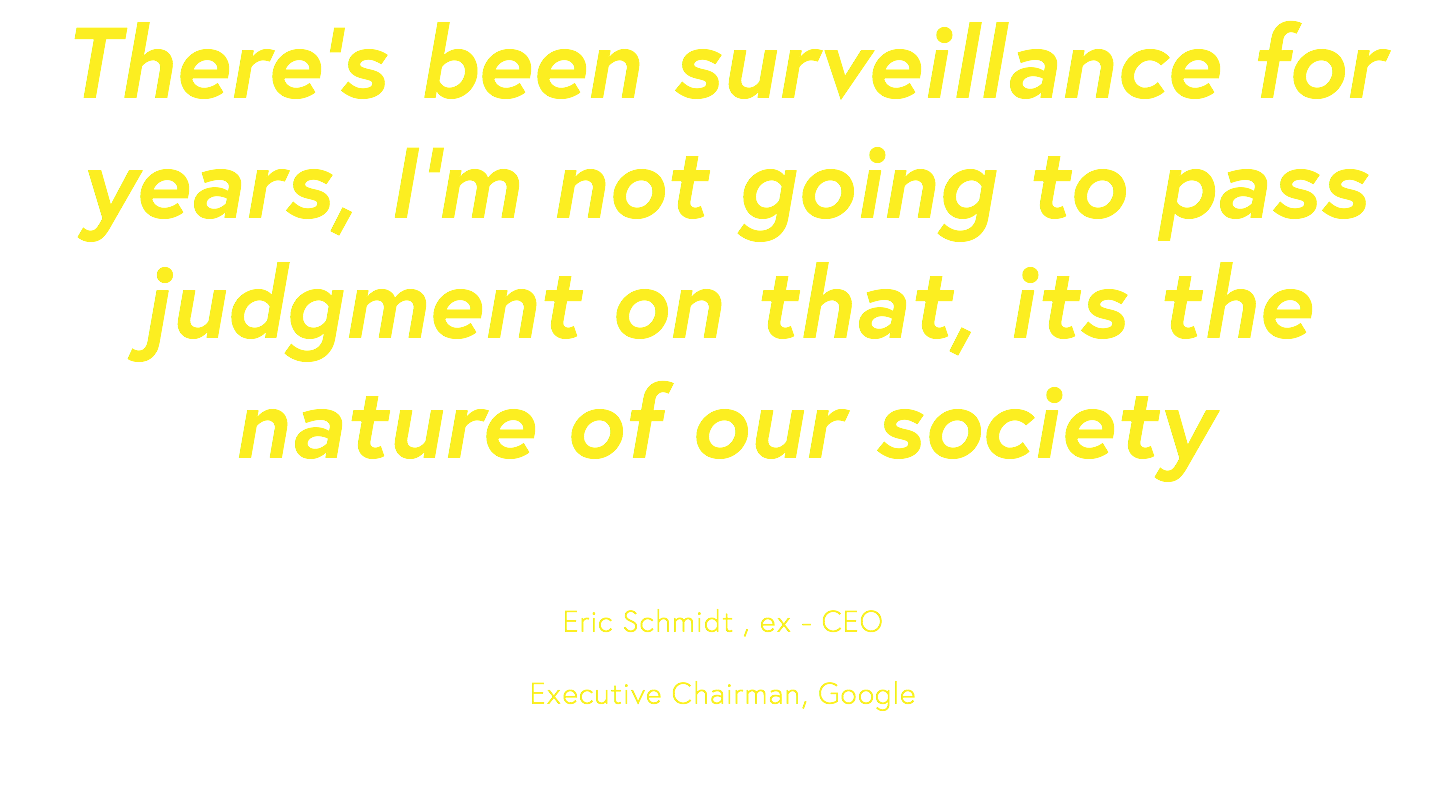 There's been surveillance for
years, I'm not going to pass
judgment on that, its the
nature of our society
Eric Schmidt , ex - CEO
Executive Chairman, Google